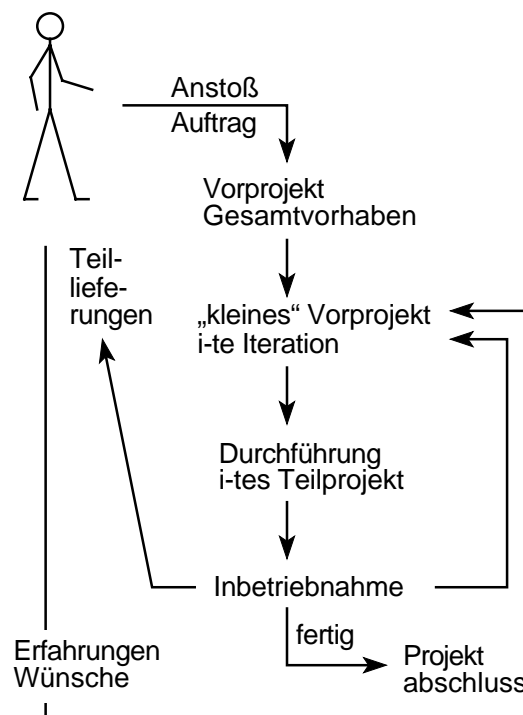 Anstoß
Auftrag
Vorprojekt
Gesamtvorhaben
Teil-
liefe-
rungen
„kleines“ Vorprojekt
i-te Iteration
Durchführung
i-tes Teilprojekt
Inbetriebnahme
fertig
Erfahrungen
Wünsche
Projekt
abschluss